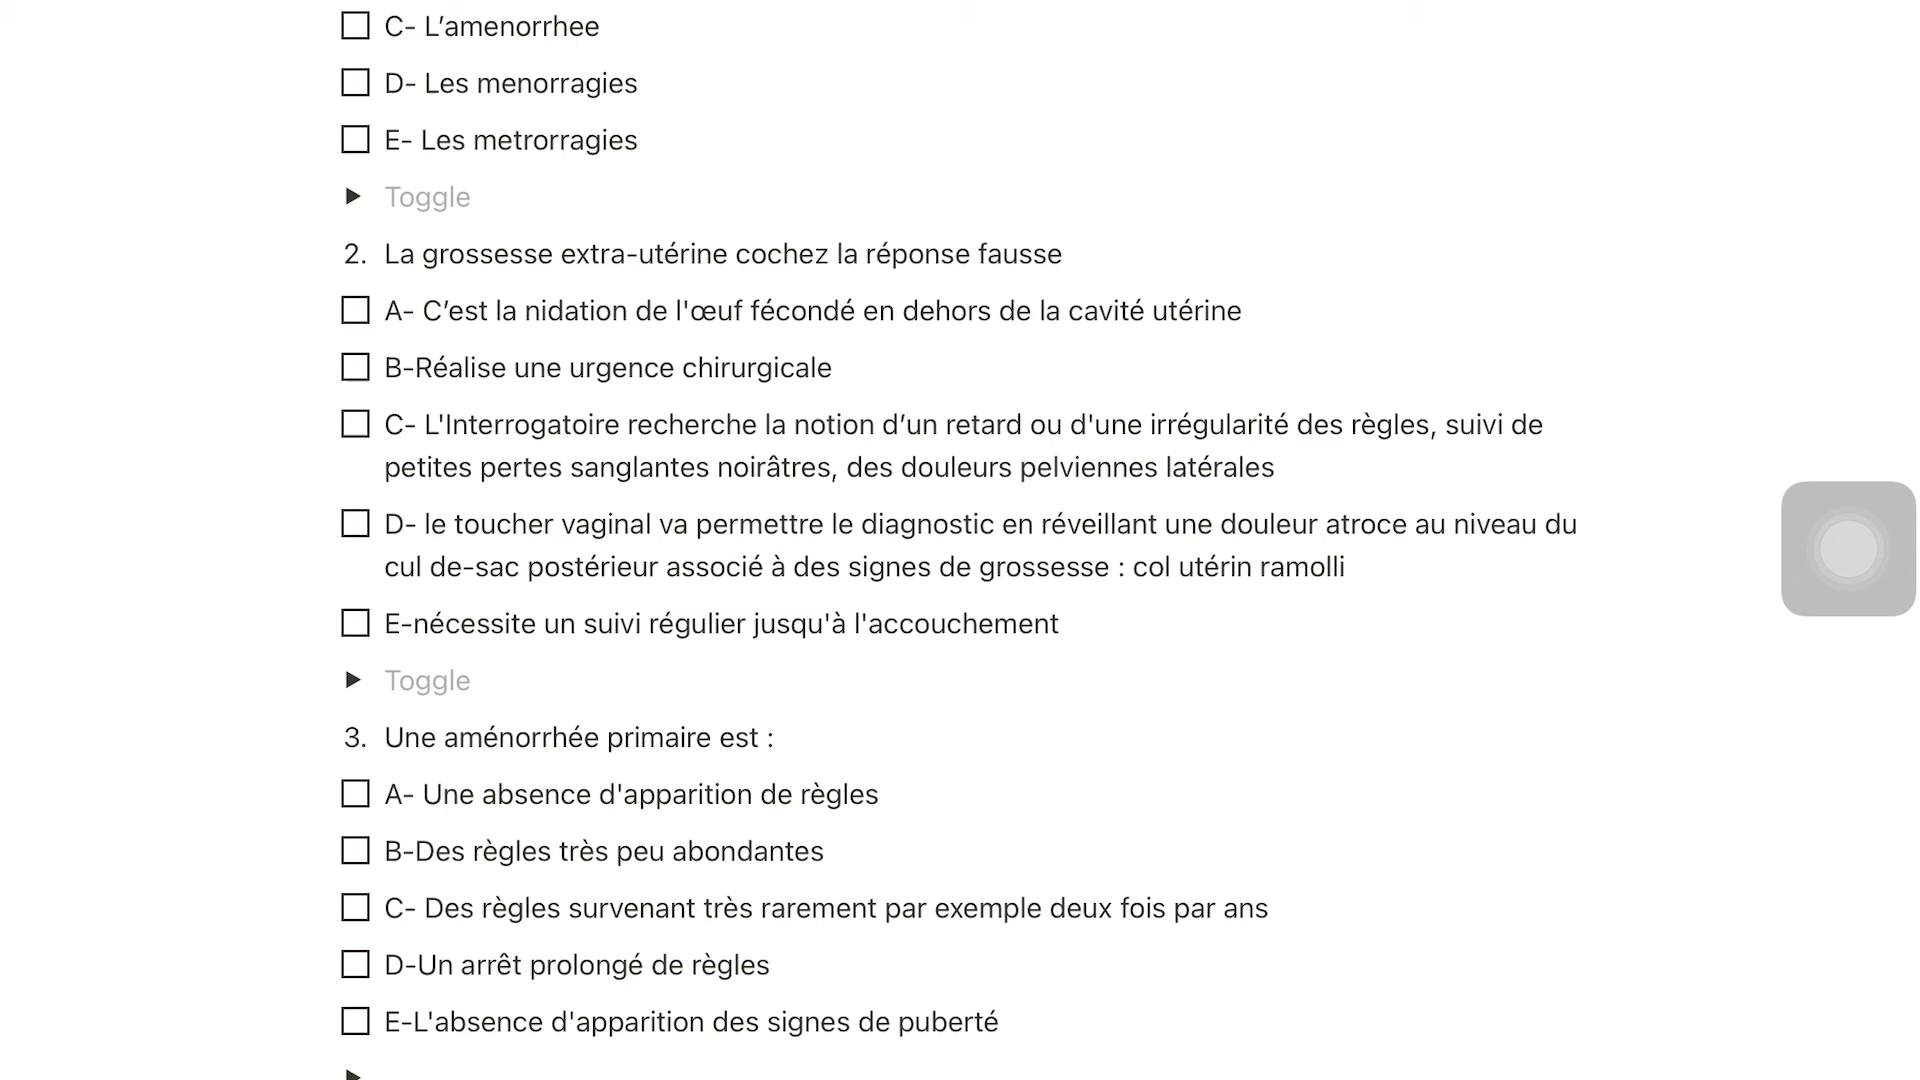 C- L’amenorrhee
D- Les menorragies
E- Les metrorragies
Toggle
2. La grossesse extra-utérine cochez la réponse fausse
A- C’est la nidation de l'œuf fécondé en dehors de la cavité utérine
B-Réalise une urgence chirurgicale
C- L'Interrogatoire recherche la notion d’un retard ou d'une irrégularité des règles, suivi de
petites pertes sanglantes noirâtres, des douleurs pelviennes latérales
D- le toucher vaginal va permettre le diagnostic en réveillant une douleur atroce au niveau du
cul de-sac postérieur associé à des signes de grossesse : col utérin ramolli
E-nécessite un suivi régulier jusqu'à l'accouchement
Toggle
3. Une aménorrhée primaire est :
A- Une absence d'apparition de règles
B-Des règles très peu abondantes
C- Des règles survenant très rarement par exemple deux fois par ans
D-Un arrêt prolongé de règles
E-L'absence d'apparition des signes de puberté